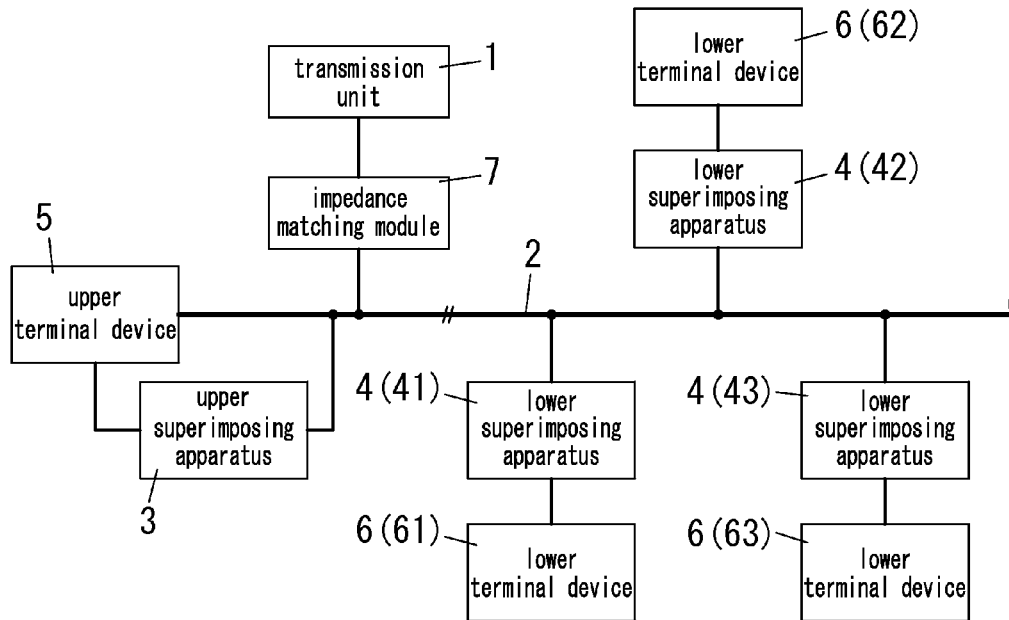 6(62)
lower
terminal device
1
transmission
unit
4(42)
lower
superimposing
apparatus
7
impedance
matching module
5
upper
terminal device
2
upper
superimposing
apparatus
3
4(41)
lower
superimposing
apparatus
4(43)
lower
superimposing
apparatus
6(61)
lower
terminal device
6(63)
lower
terminal device